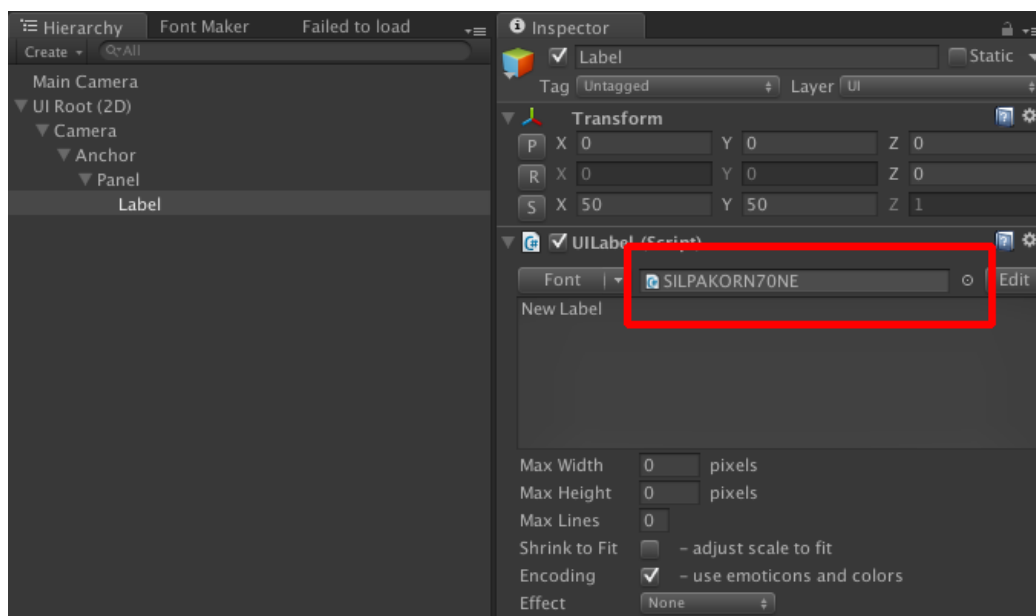 Hierarchy Font Maker Failed to load
Create All
Main Camera
UI Root (2D)
Camera
Anchor
Panel
Label
Inspector
Label Static
Tag Untagged Layer UI
Transform
P X 0 Y 0 Z 0
R X 0 Y 0 Z 0
S X 50 Y 50 Z 1
UILabel (Script)
Font SILPAKORN70NE Edit
New Label
Max Width 0 pixels
Max Height 0 pixels
Max Lines 0
Shrink to Fit – adjust scale to fit
Encoding – use emoticons and colors
Effect None